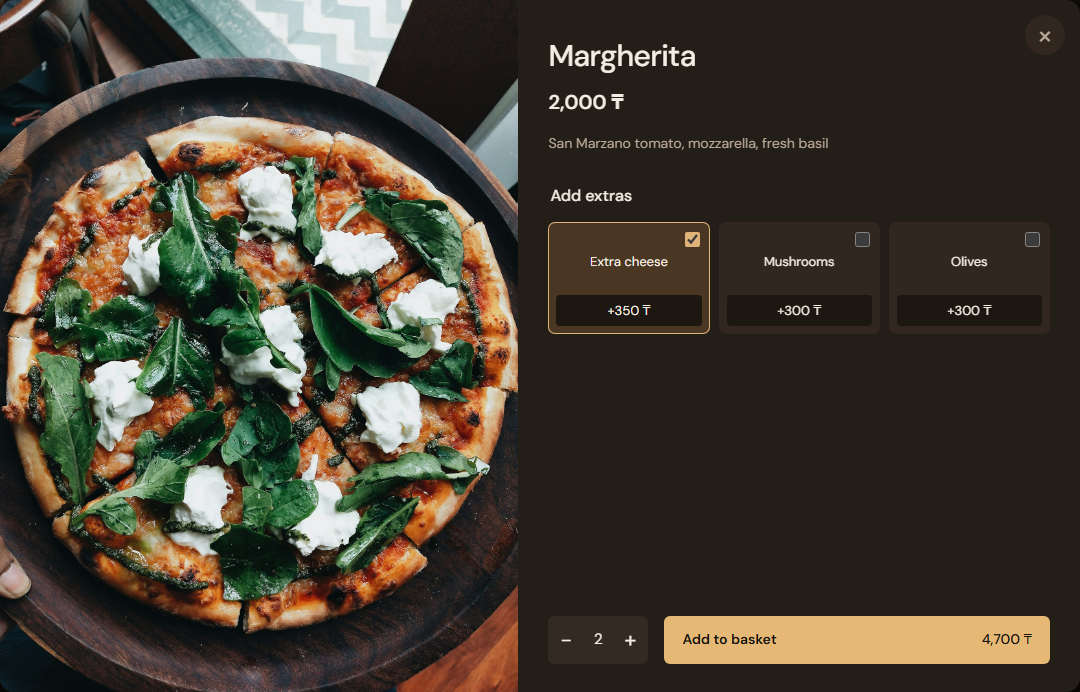 Margherita
2,000 ₸
San Marzano tomato, mozzarella, fresh basil
Add extras
Extra cheese
+350 ₸
Mushrooms
+300 ₸
Olives
+300 ₸
2
Add to basket 4,700 ₸